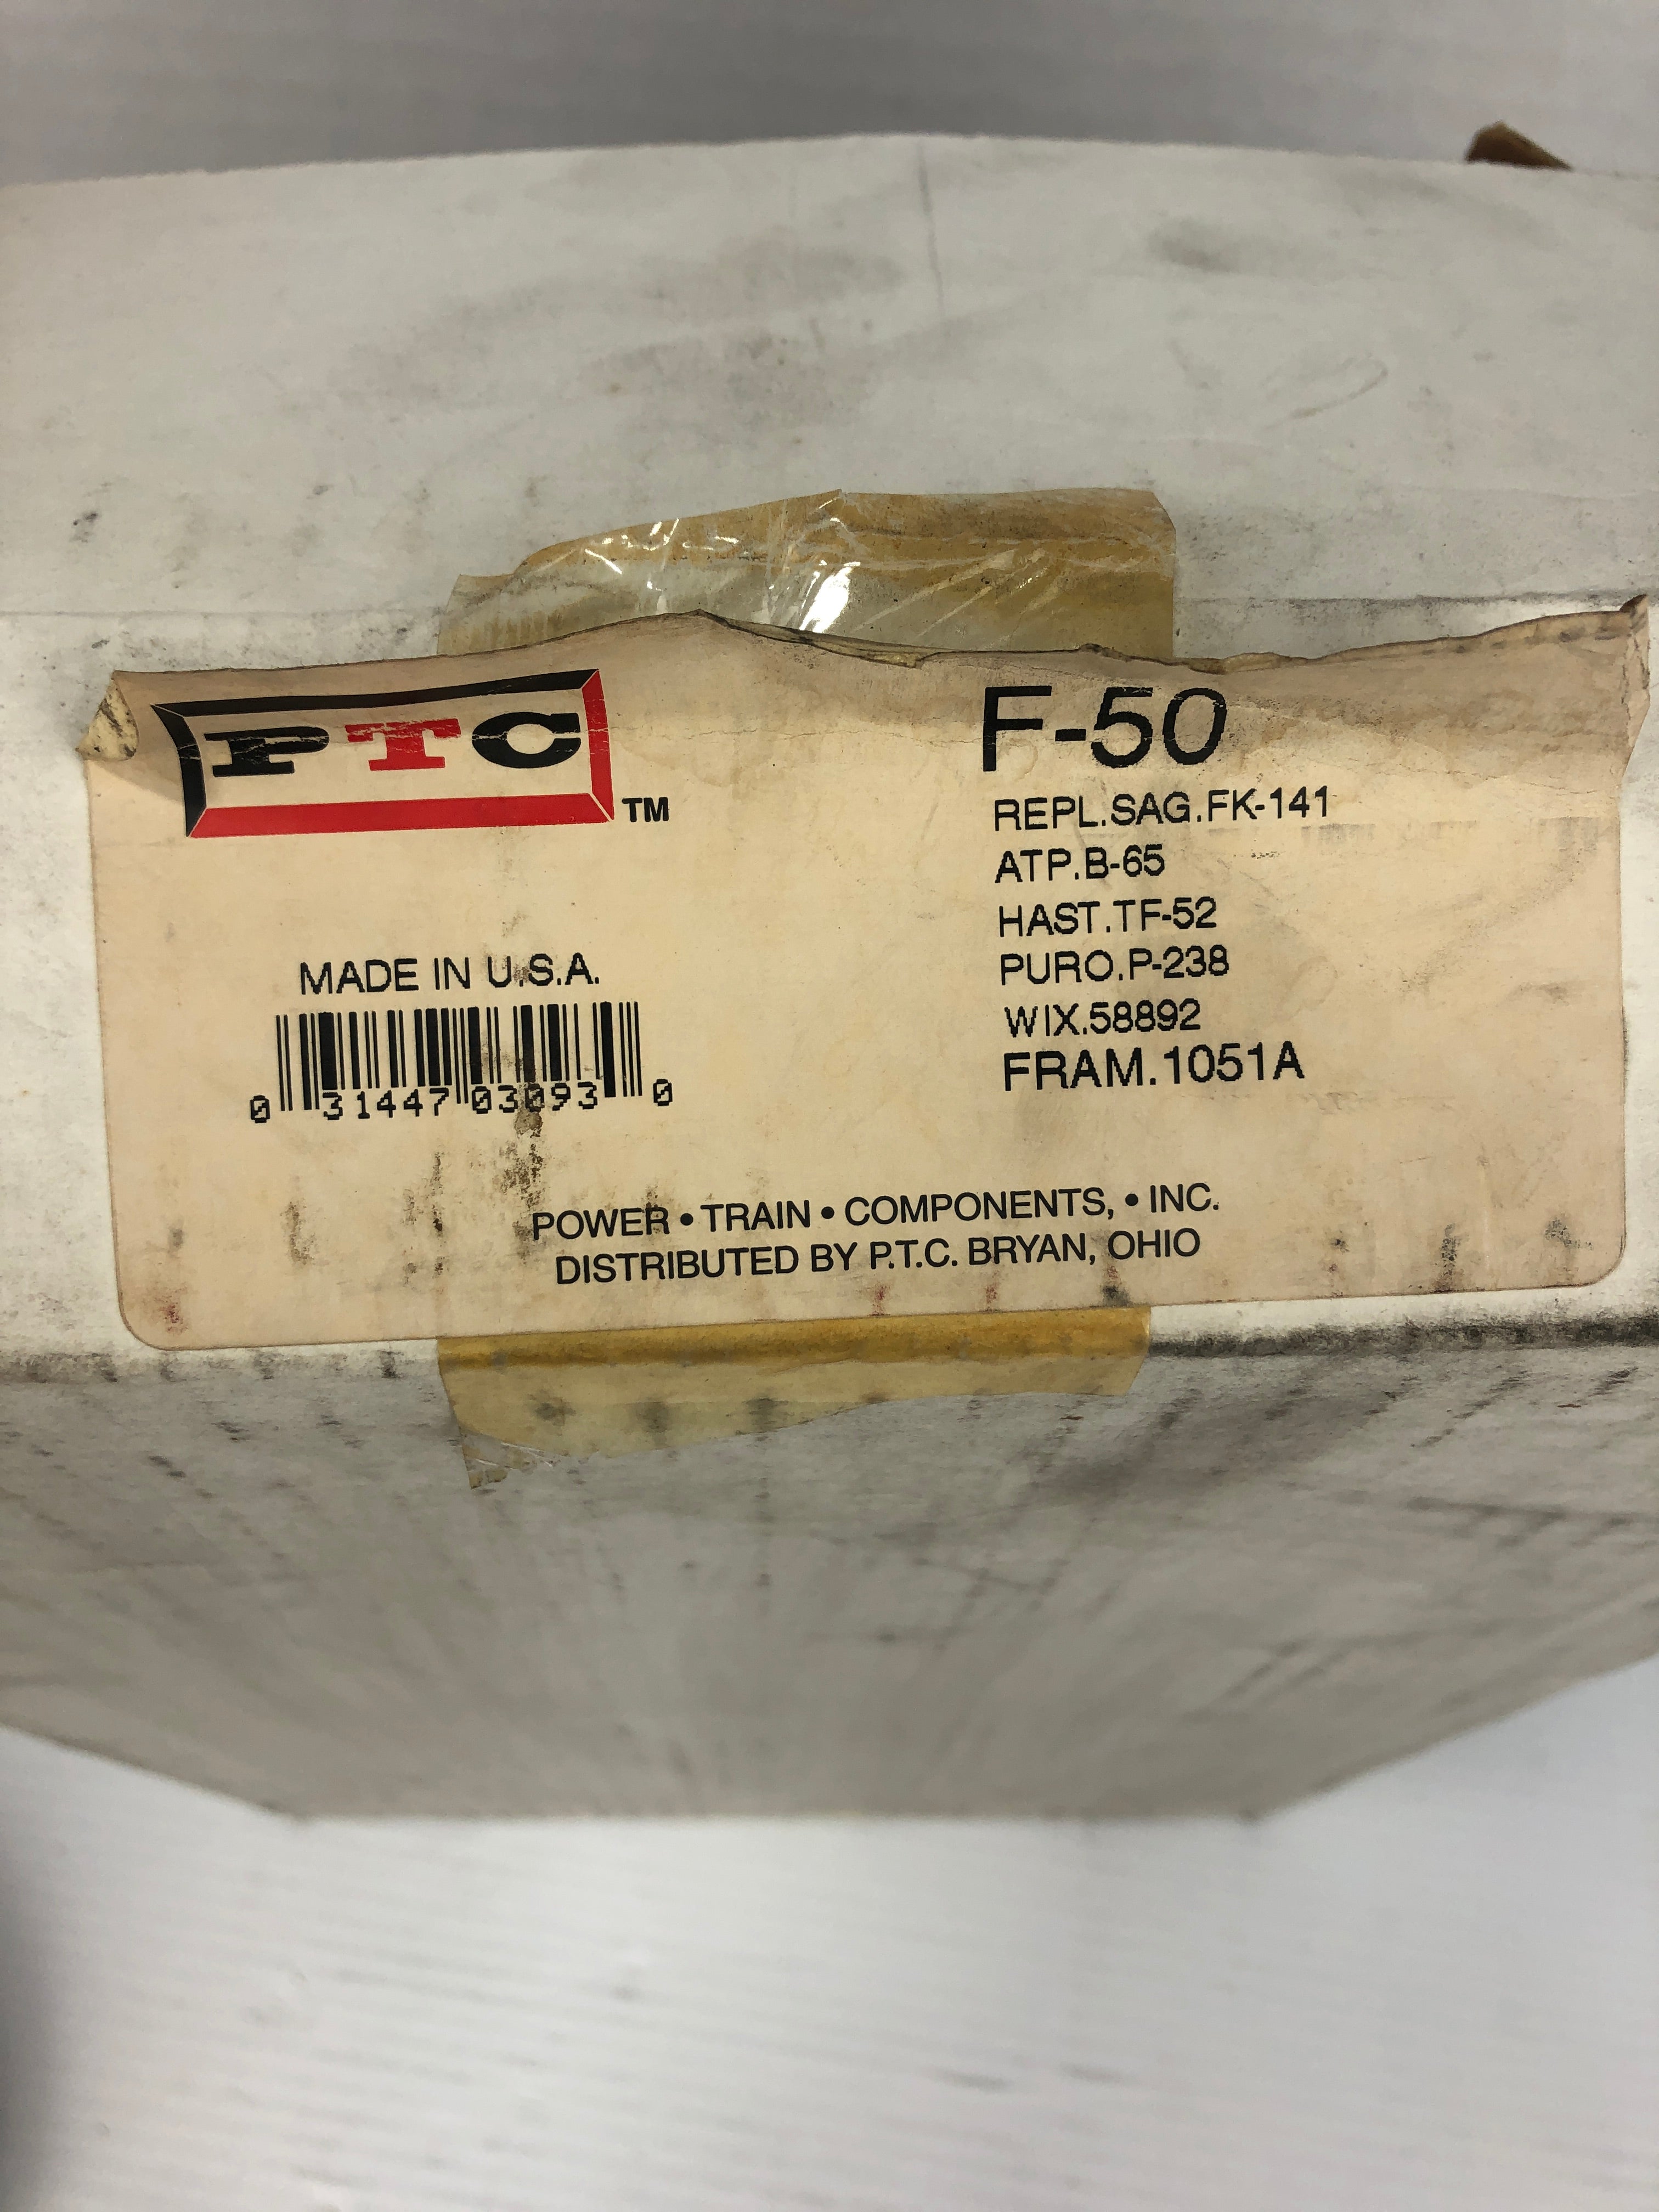 PTC TM
F-50
REPL.SAG.FK-141
ATP.B-65
HAST.TF-52
PURO.P-238
WIX.58892
FRAM.1051A
MADE IN U.S.A.
0 31447 03093 0
POWER • TRAIN • COMPONENTS, • INC.
DISTRIBUTED BY P.T.C. BRYAN, OHIO